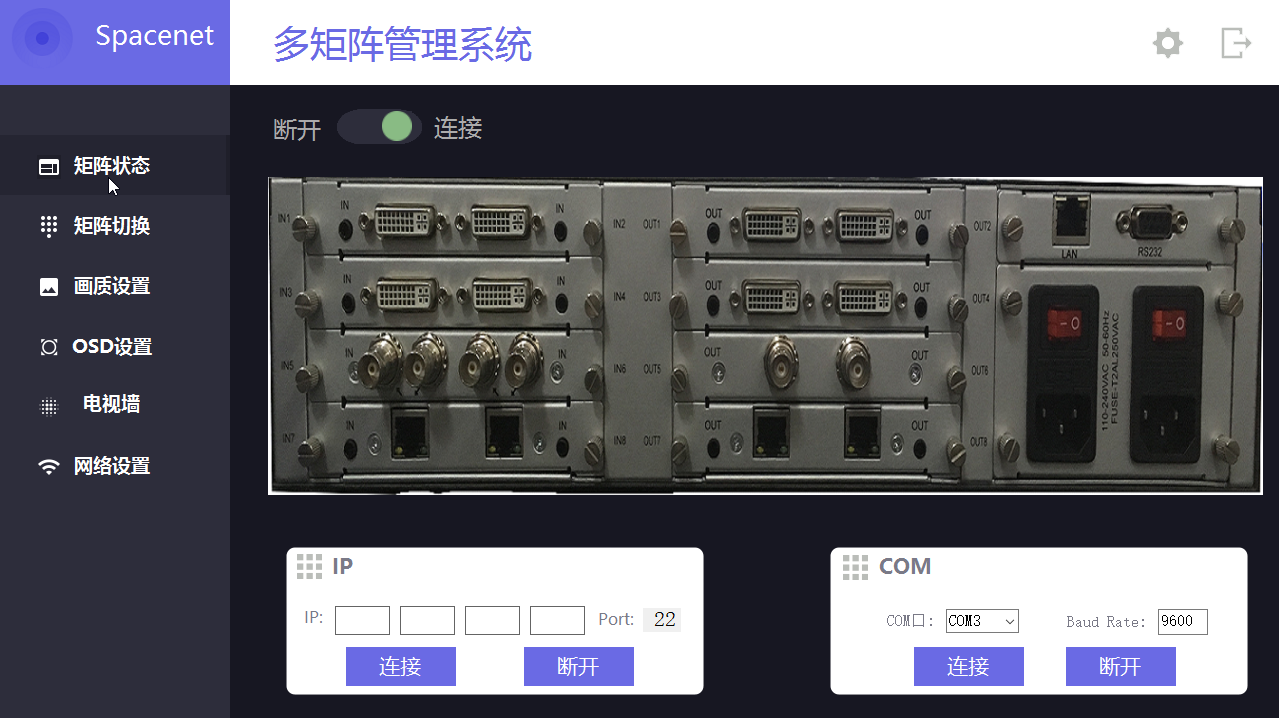 Spacenet
多矩阵管理系统
断开 连接
矩阵状态
矩阵切换
画质设置
OSD设置
电视墙
网络设置
IN1 IN IN IN2 OUT1 OUT OUT OUT2
LAN RS232
IN3 IN IN IN4 OUT3 OUT OUT OUT4
IN5 IN IN IN6 OUT5 OUT OUT OUT6
110-240VAC 50-60Hz
FUSE-T2AL250VAC
IN7 IN IN IN8 OUT7 OUT OUT OUT8
IP
IP: Port: 22
连接 断开
COM
COM口: COM3 Baud Rate: 9600
连接 断开